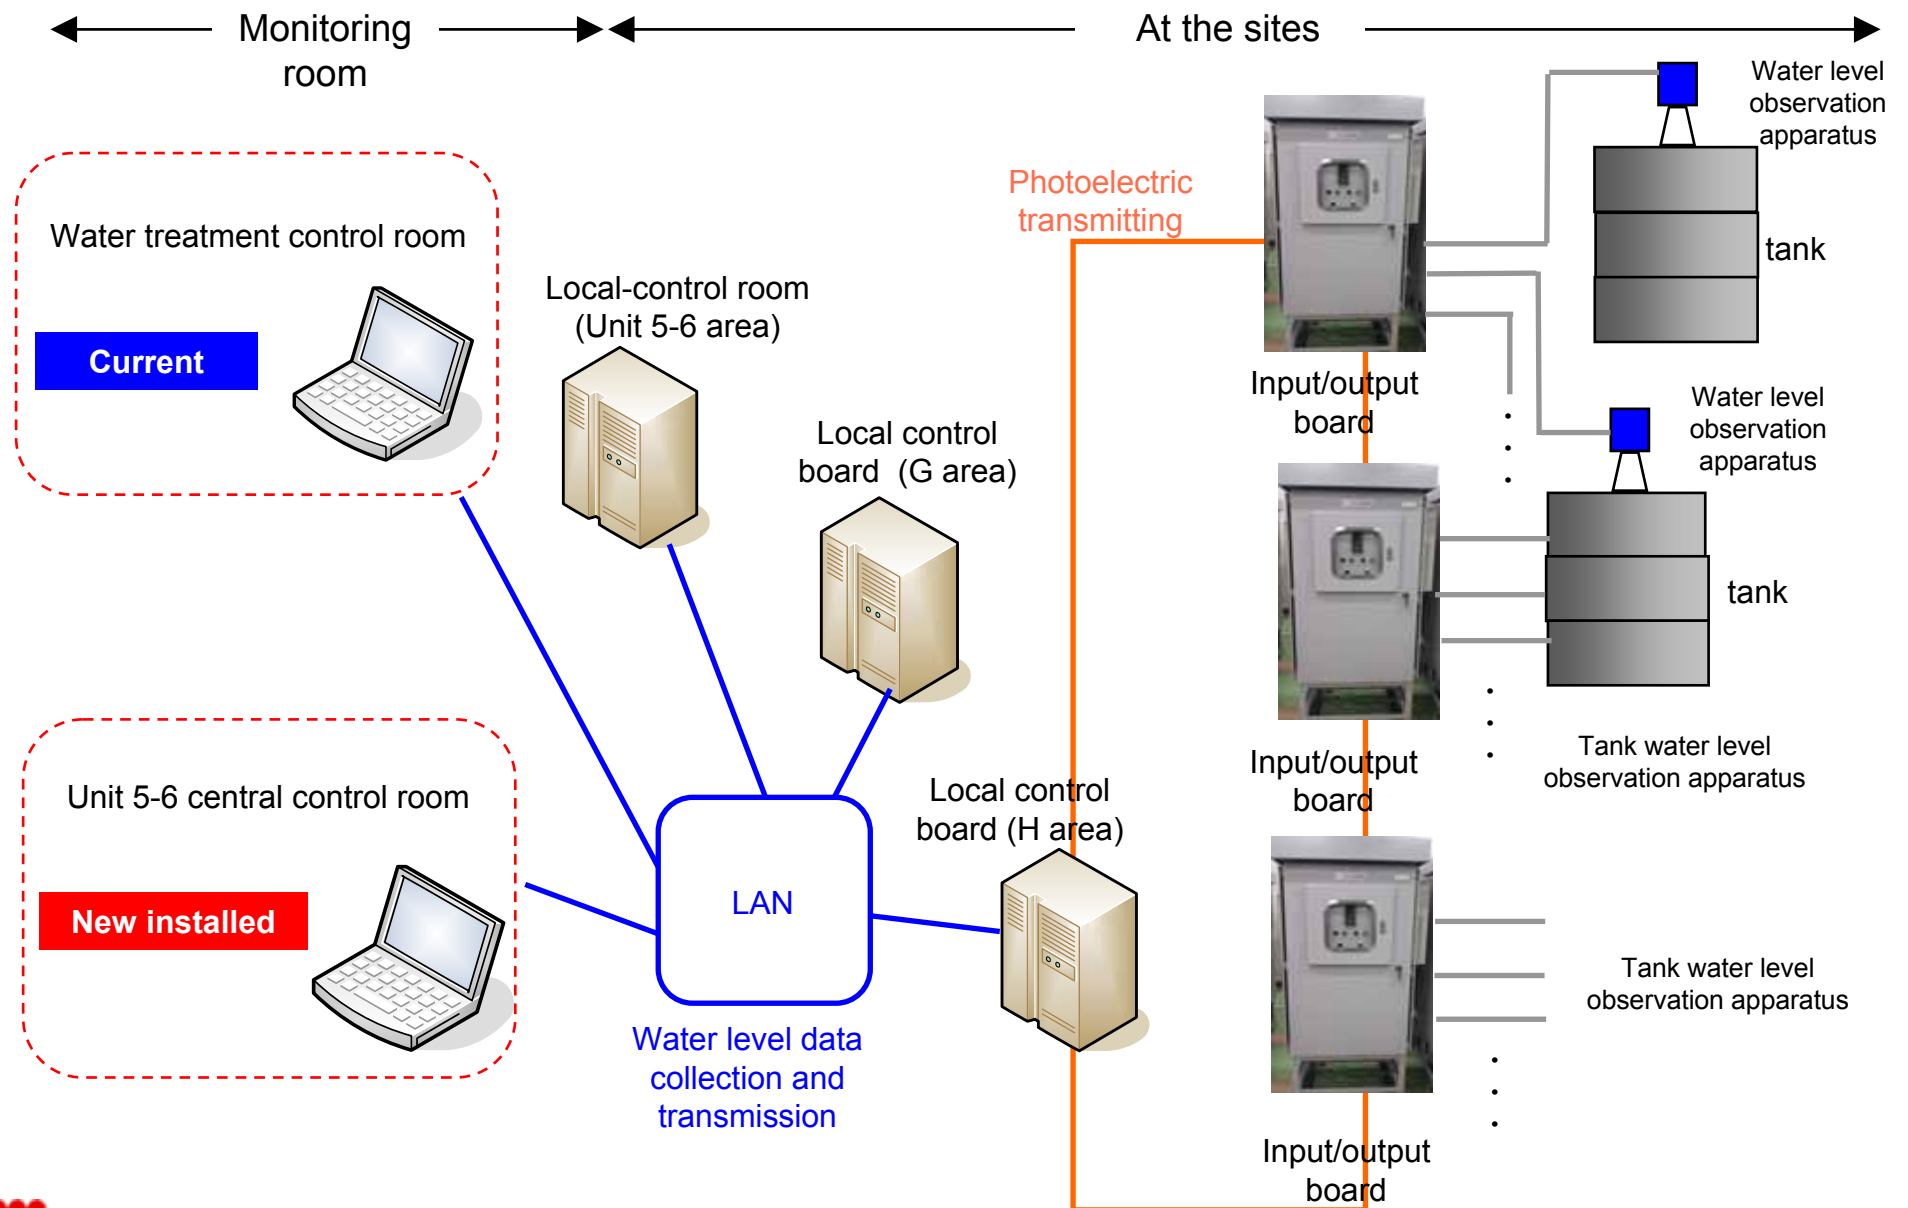 Monitoring
room
At the sites
Water level
observation
apparatus
Photoelectric
transmitting
Water treatment control room
tank
Local-control room
(Unit 5-6 area)
Current
Input/output
board
Water level
observation
apparatus
Local control
board (G area)
tank
Tank water level
observation apparatus
Input/output
board
Unit 5-6 central control room
Local control
board (H area)
LAN
New installed
Tank water level
observation apparatus
Water level data
collection and
transmission
Input/output
board